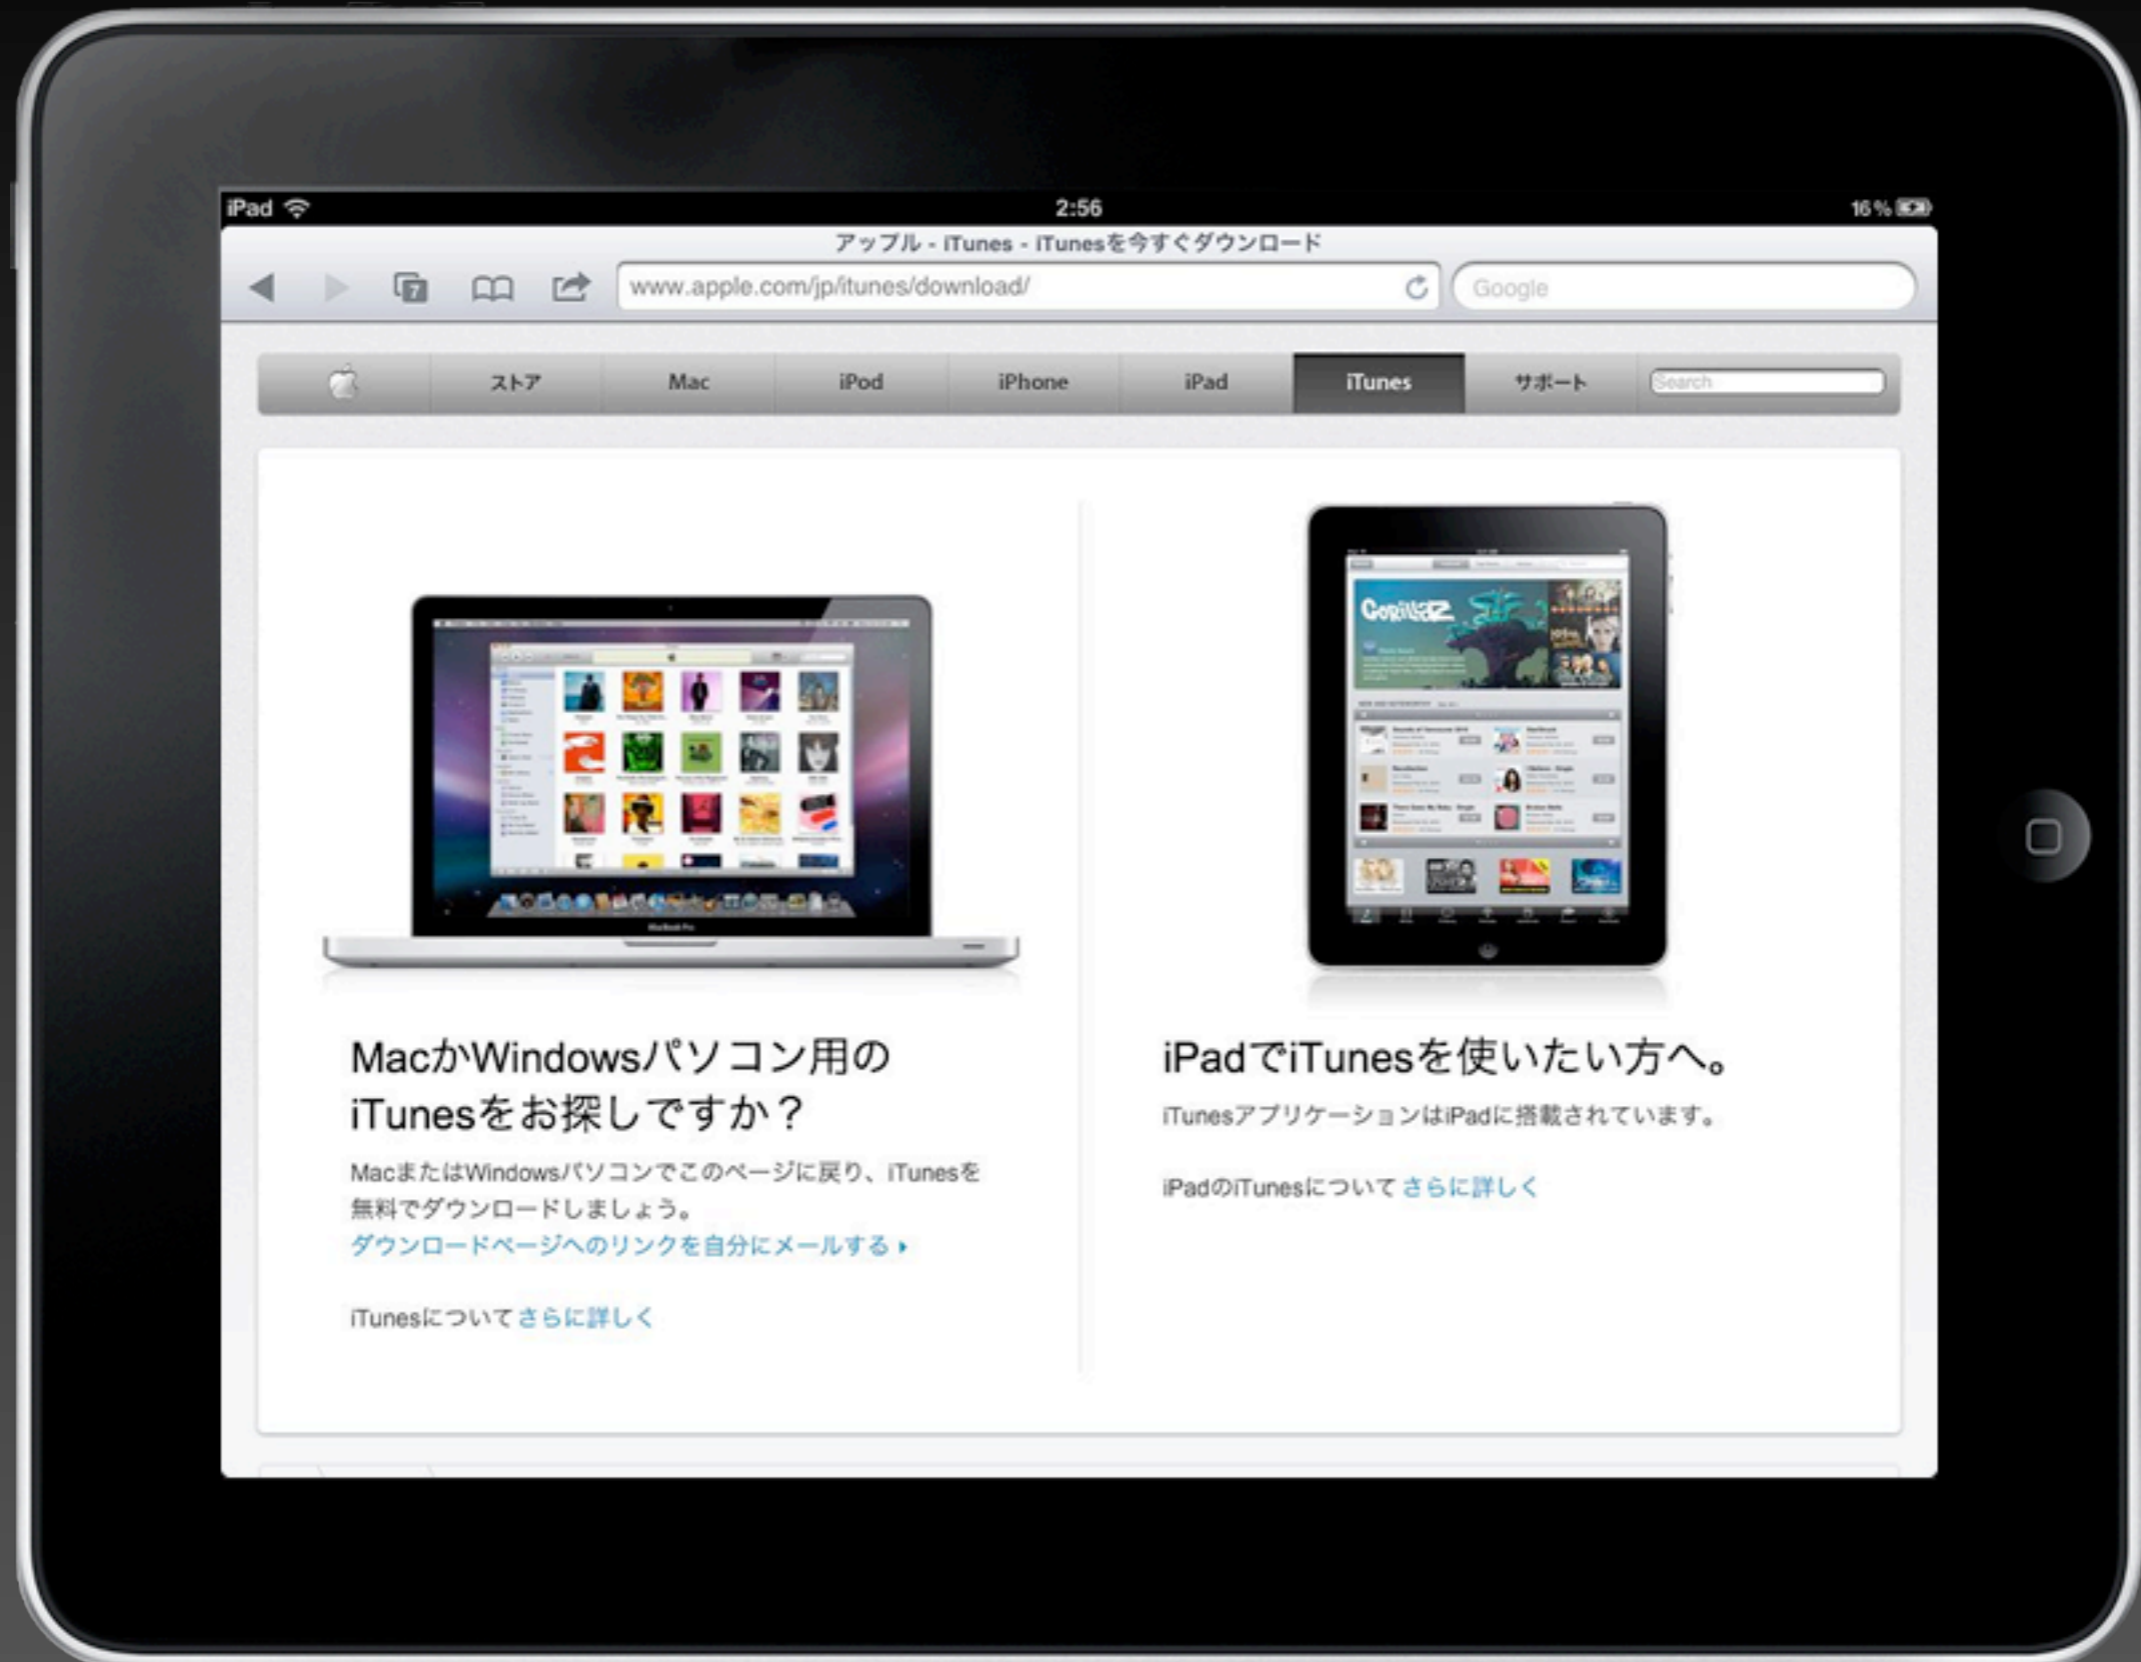 iPad
2:56
16%
アップル - iTunes - iTunesを今すぐダウンロード
7
www.apple.com/jp/itunes/download/
Google
ストア
Mac
iPod
iPhone
iPad
iTunes
サポート
Search
GORILLAZ
MacBook Pro
MacかWindowsパソコン用の
iTunesをお探しですか？
MacまたはWindowsパソコンでこのページに戻り、iTunesを
無料でダウンロードしましょう。
ダウンロードページへのリンクを自分にメールする
iTunesについて さらに詳しく
iPadでiTunesを使いたい方へ。
iTunesアプリケーションはiPadに搭載されています。
iPadのiTunesについて さらに詳しく